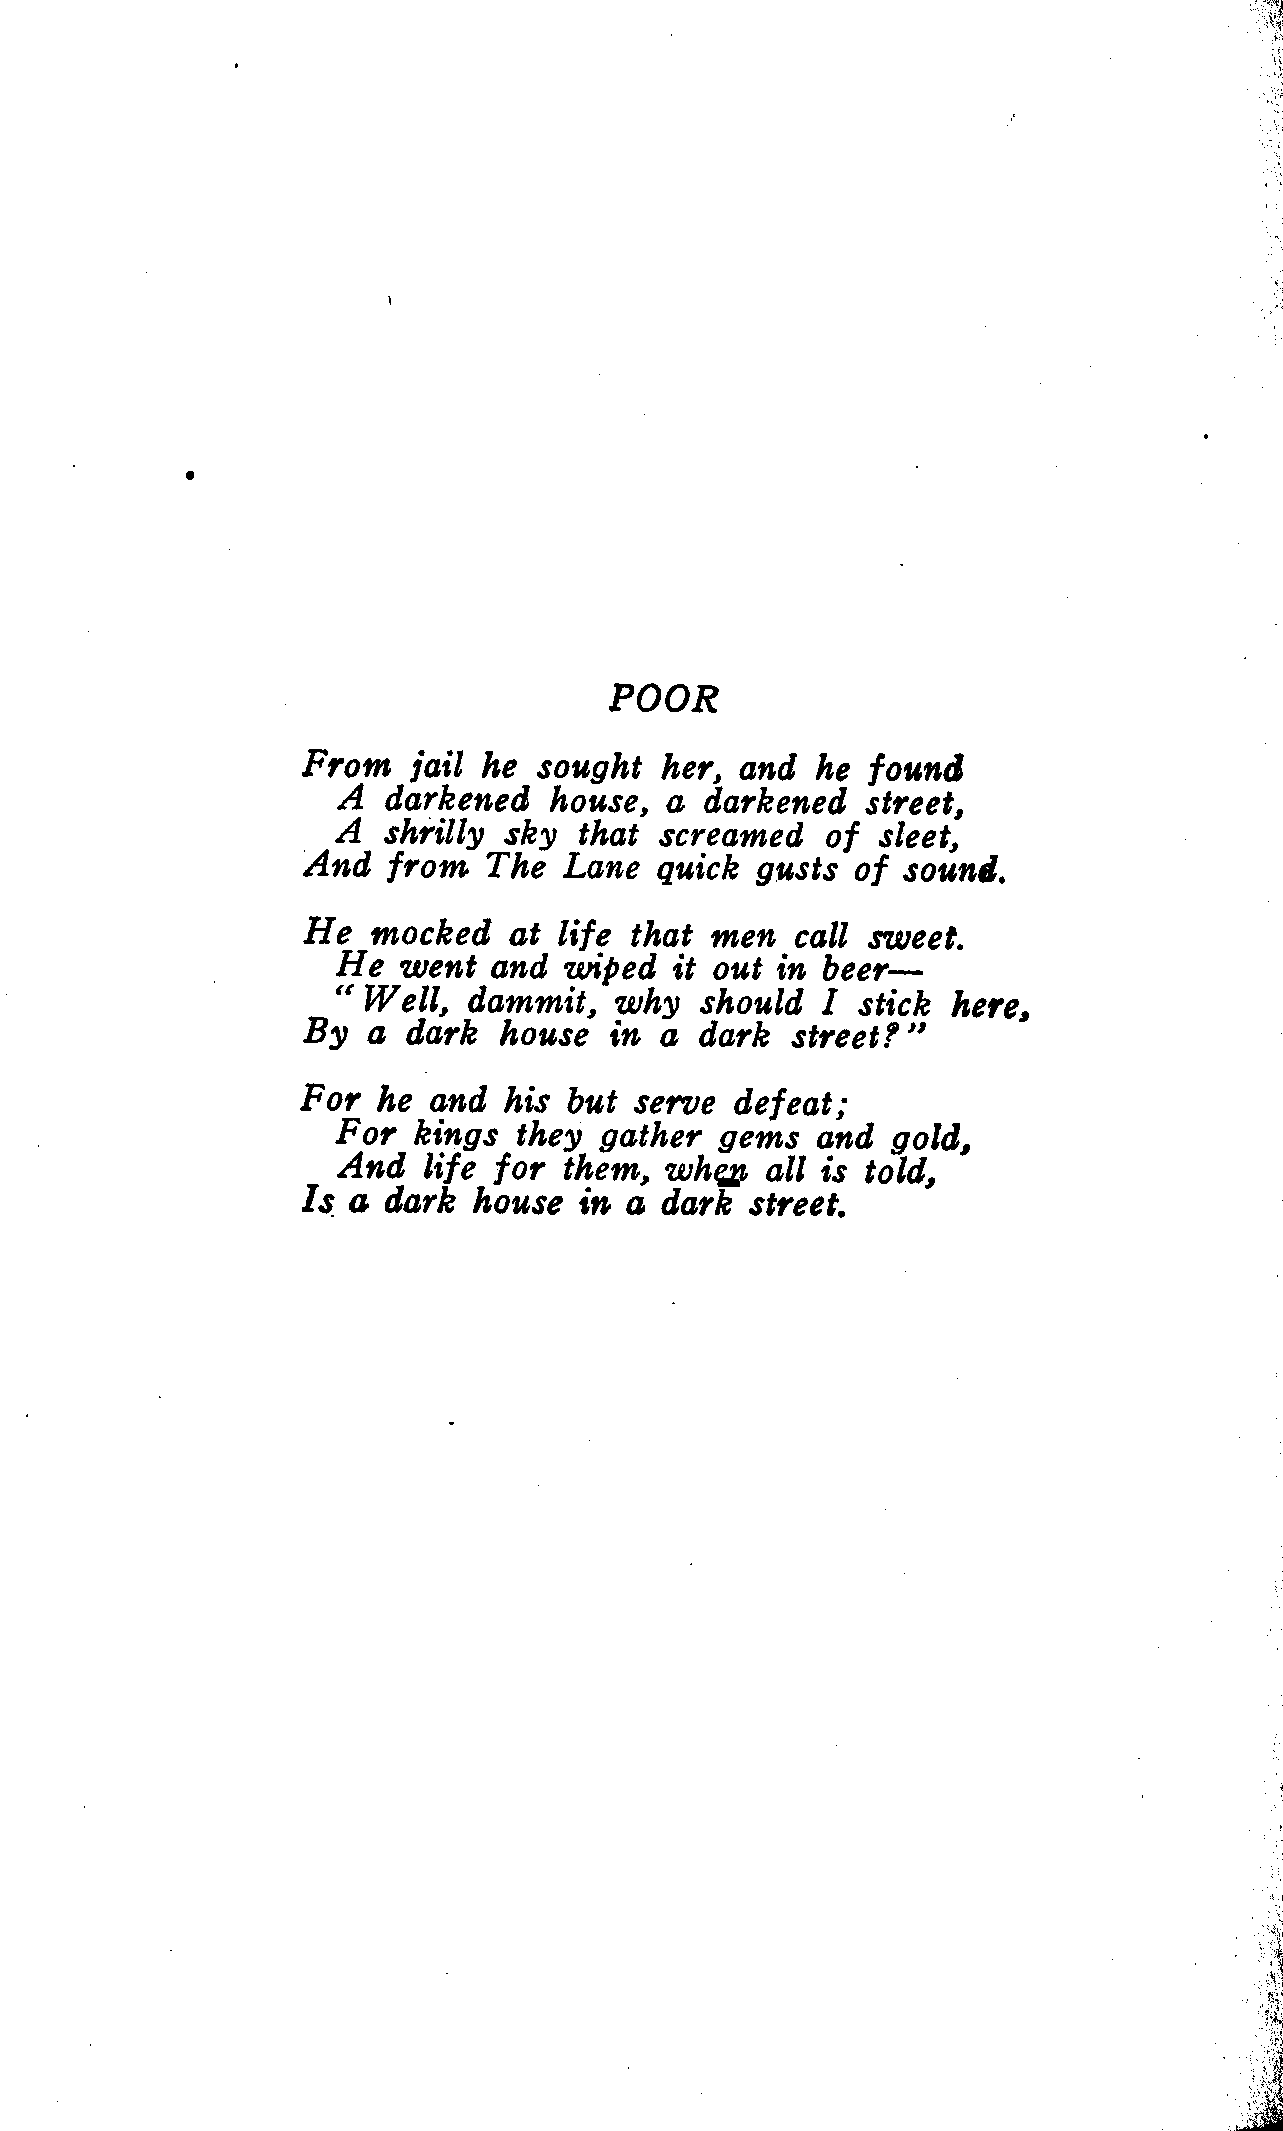 POOR
From jail he sought her, and he found
A darkened house, a darkened street,
A shrilly sky that screamed of sleet,
And from The Lane quick gusts of sound.
He mocked at life that men call sweet.
He went and wiped it out in beer—
"Well, dammit, why should I stick here,
By a dark house in a dark street?"
For he and his but serve defeat;
For kings they gather gems and gold,
And life for them, when all is told,
Is a dark house in a dark street.